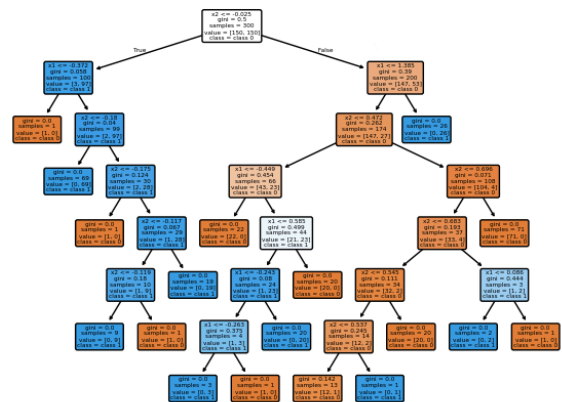 x2 <= -0.025
gini = 0.5
samples = 300
value = [150, 150]
class = class 0
True
False
x1 <= -0.372
gini = 0.058
samples = 100
value = [3, 97]
class = class 1
x1 <= 1.385
gini = 0.39
samples = 200
value = [147, 53]
class = class 0
gini = 0.0
samples = 1
value = [1, 0]
class = class 0
x2 <= -0.18
gini = 0.04
samples = 99
value = [2, 97]
class = class 1
x2 <= 0.472
gini = 0.262
samples = 174
value = [147, 27]
class = class 0
gini = 0.0
samples = 26
value = [0, 26]
class = class 1
gini = 0.0
samples = 69
value = [0, 69]
class = class 1
x2 <= -0.175
gini = 0.124
samples = 30
value = [2, 28]
class = class 1
x1 <= -0.449
gini = 0.454
samples = 66
value = [43, 23]
class = class 0
x2 <= 0.696
gini = 0.071
samples = 108
value = [104, 4]
class = class 0
gini = 0.0
samples = 1
value = [1, 0]
class = class 0
x2 <= -0.117
gini = 0.067
samples = 29
value = [1, 28]
class = class 1
gini = 0.0
samples = 22
value = [22, 0]
class = class 0
x1 <= 0.585
gini = 0.499
samples = 44
value = [21, 23]
class = class 1
x2 <= 0.683
gini = 0.193
samples = 37
value = [33, 4]
class = class 0
gini = 0.0
samples = 71
value = [71, 0]
class = class 0
x2 <= -0.119
gini = 0.18
samples = 10
value = [1, 9]
class = class 1
gini = 0.0
samples = 19
value = [0, 19]
class = class 1
x1 <= -0.243
gini = 0.08
samples = 24
value = [1, 23]
class = class 1
gini = 0.0
samples = 20
value = [20, 0]
class = class 0
x2 <= 0.545
gini = 0.111
samples = 34
value = [32, 2]
class = class 0
x1 <= 0.086
gini = 0.444
samples = 3
value = [1, 2]
class = class 1
gini = 0.0
samples = 9
value = [0, 9]
class = class 1
gini = 0.0
samples = 1
value = [1, 0]
class = class 0
x1 <= -0.263
gini = 0.375
samples = 4
value = [1, 3]
class = class 1
gini = 0.0
samples = 20
value = [0, 20]
class = class 1
x2 <= 0.537
gini = 0.245
samples = 14
value = [12, 2]
class = class 0
gini = 0.0
samples = 20
value = [20, 0]
class = class 0
gini = 0.0
samples = 2
value = [0, 2]
class = class 1
gini = 0.0
samples = 1
value = [1, 0]
class = class 0
gini = 0.0
samples = 3
value = [0, 3]
class = class 1
gini = 0.0
samples = 1
value = [1, 0]
class = class 0
gini = 0.142
samples = 13
value = [12, 1]
class = class 0
gini = 0.0
samples = 1
value = [0, 1]
class = class 1